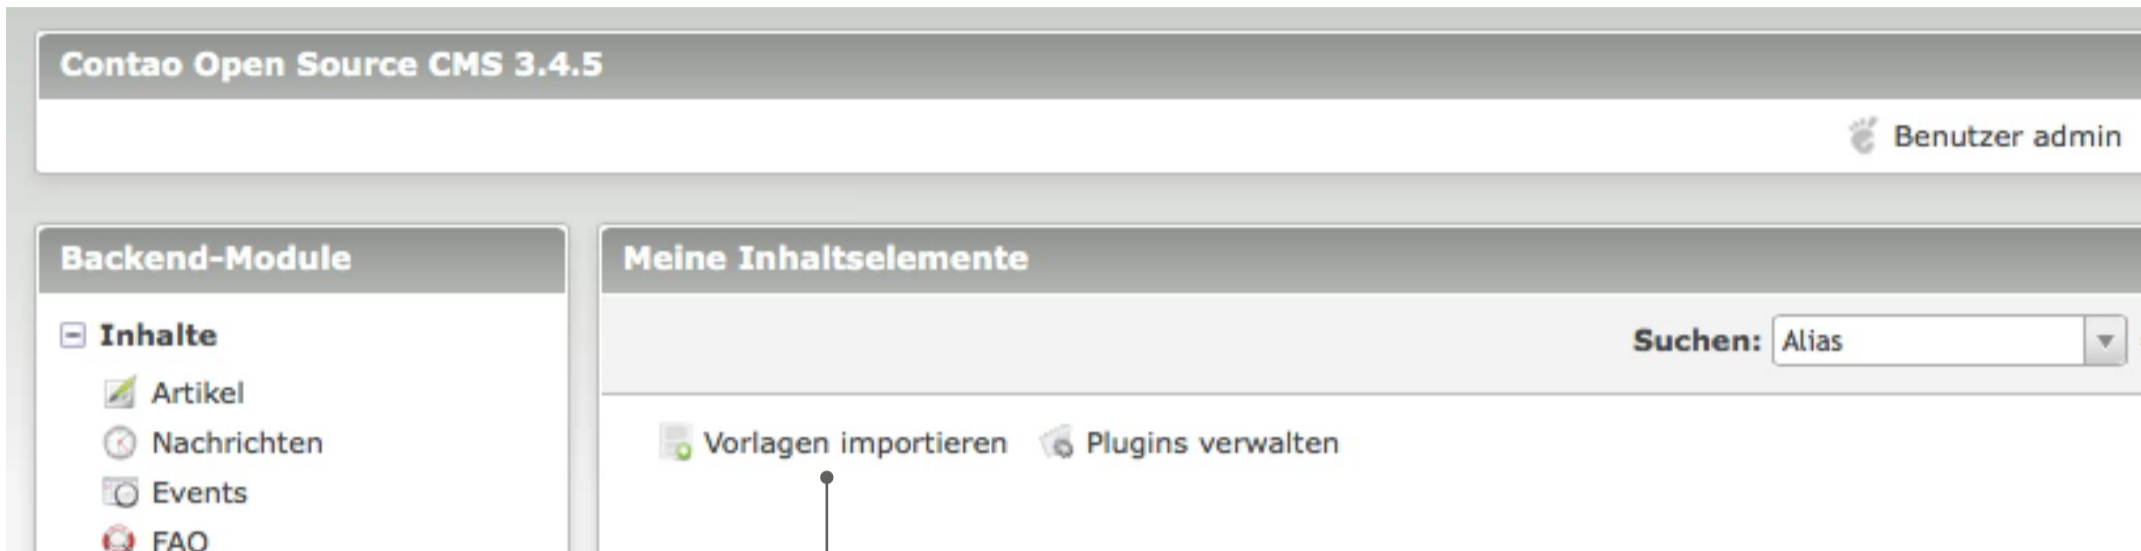 Contao Open Source CMS 3.4.5
Benutzer admin
Backend-Module
Inhalte
Artikel
Nachrichten
Events
FAQ
Meine Inhaltselemente
Suchen: Alias
Vorlagen importieren Plugins verwalten